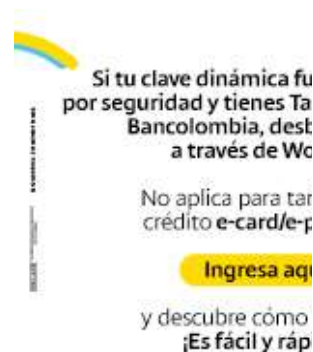 Si tu clave dinámica fu
por seguridad y tienes Ta
Bancolombia, desb
a través de Wo
No aplica para tar
crédito e-card/e-p
Ingresa aqu
y descubre cómo
¡Es fácil y ráp